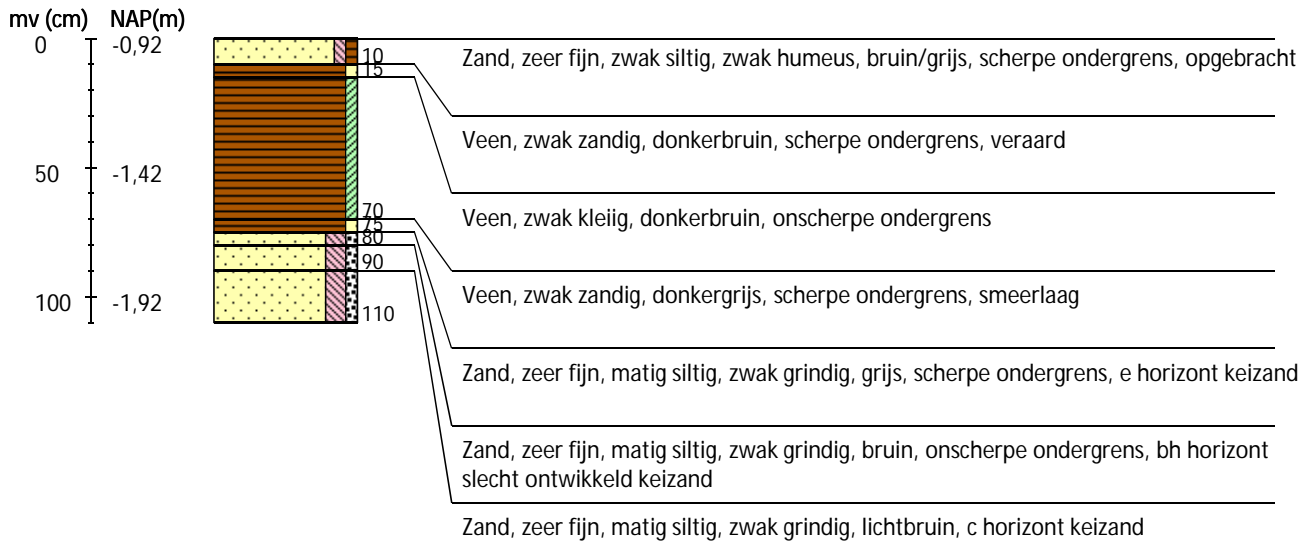 mv (cm) NAP(m)
0 -0,92
Zand, zeer fijn, zwak siltig, zwak humeus, bruin/grijs, scherpe ondergrens, opgebracht
10
15
Veen, zwak zandig, donkerbruin, scherpe ondergrens, veraard
50 -1,42
Veen, zwak kleiig, donkerbruin, onscherpe ondergrens
70
75
80
90
Veen, zwak zandig, donkergrijs, scherpe ondergrens, smeerlaag
100 -1,92
110
Zand, zeer fijn, matig siltig, zwak grindig, grijs, scherpe ondergrens, e horizont keizand
Zand, zeer fijn, matig siltig, zwak grindig, bruin, onscherpe ondergrens, bh horizont
slecht ontwikkeld keizand
Zand, zeer fijn, matig siltig, zwak grindig, lichtbruin, c horizont keizand